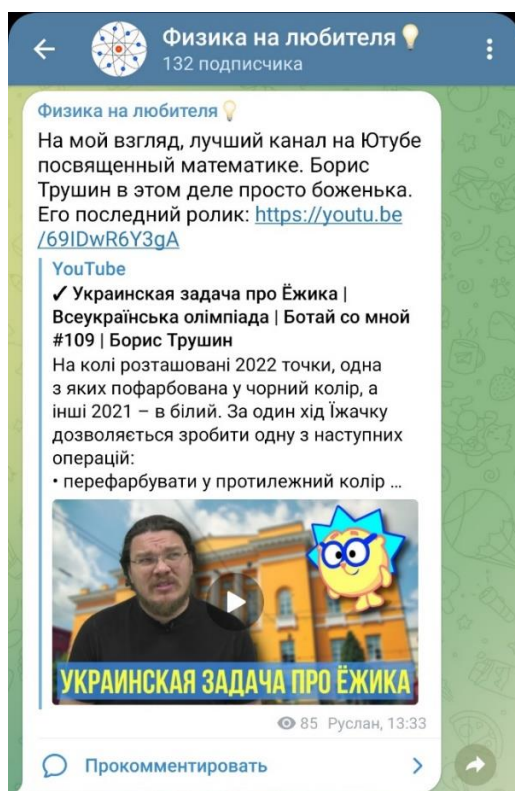 Физика на любителя💡
132 подписчика
Физика на любителя💡
На мой взгляд, лучший канал на Ютубе
посвященный математике. Борис
Трушин в этом деле просто боженька.
Его последний ролик: https://youtu.be
/69IDwR6Y3gA
YouTube
✓ Украинская задача про Ёжика |
Всеукраїнська олімпіада | Ботай со мной
#109 | Борис Трушин
На колі розташовані 2022 точки, одна
з яких пофарбована у чорний колір, а
інші 2021 – в білий. За один хід Їжачку
дозволяється зробити одну з наступних
операцій:
• перефарбувати у протилежний колір ...
УКРАИНСКАЯ ЗАДАЧА ПРО ЁЖИКА
85 Руслан, 13:33
Прокомментировать